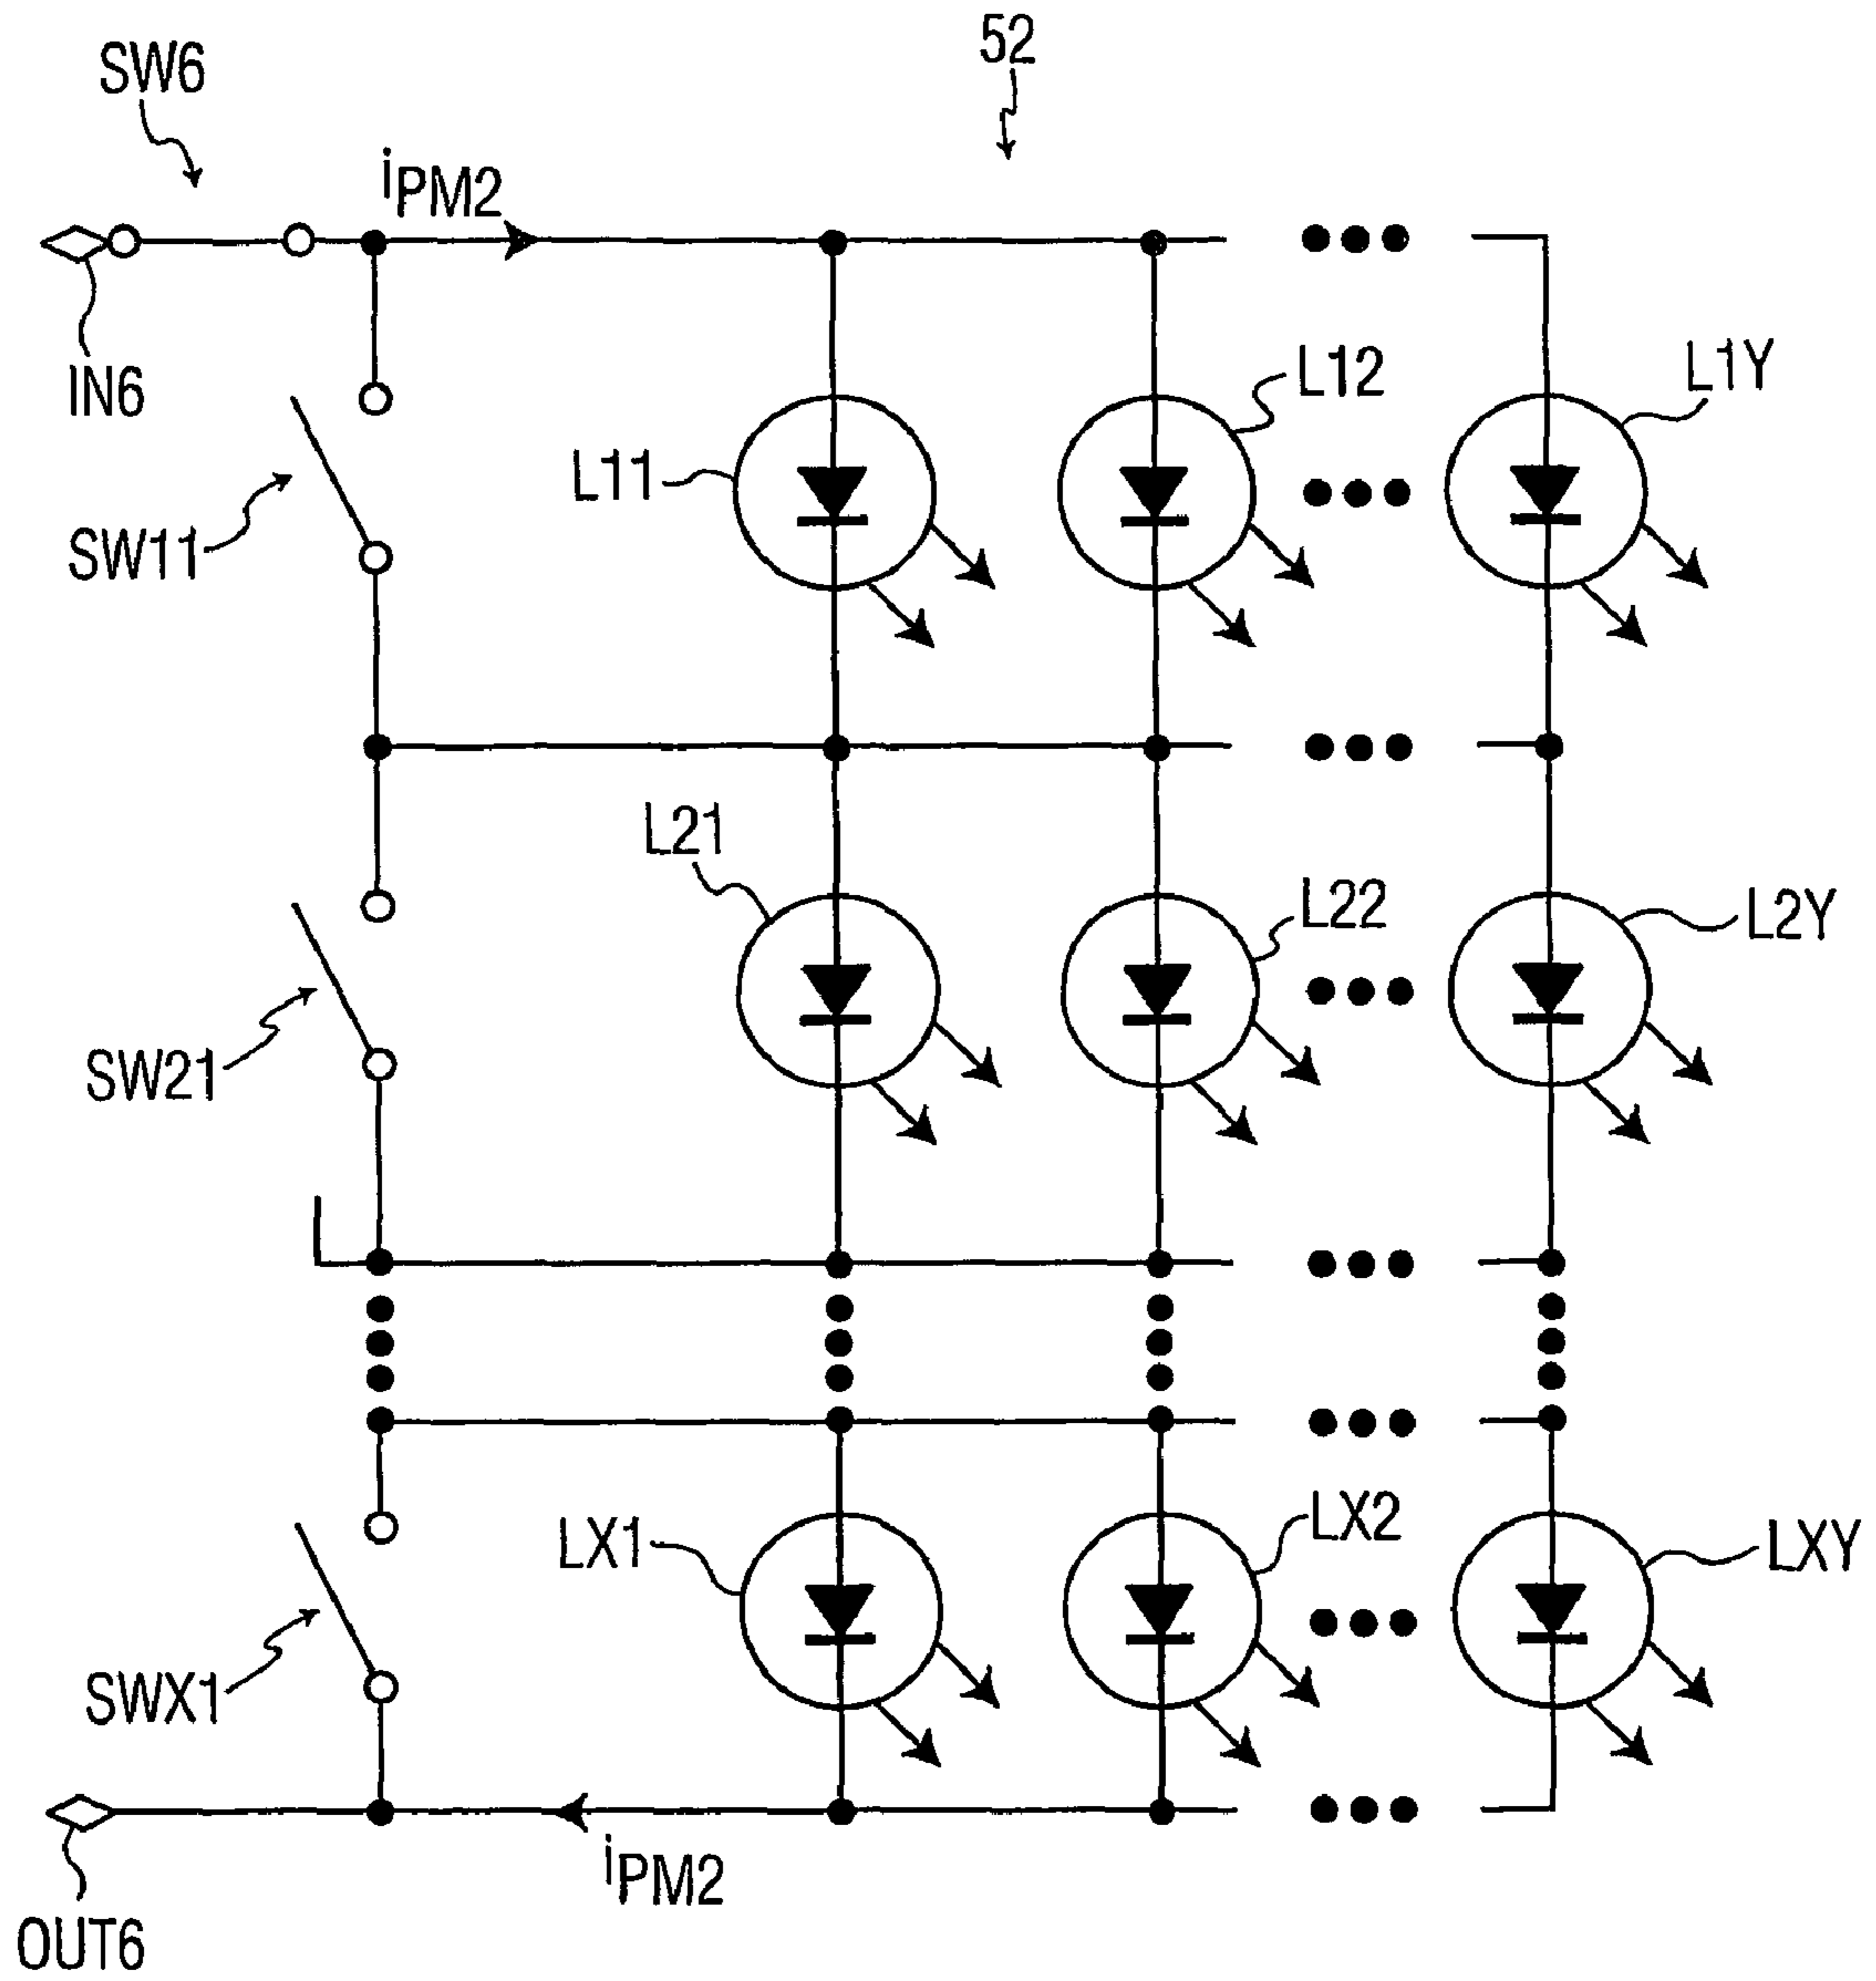 52
SW6
iPM2
IN6
L12
L1Y
L11
SW11
L21
L22
L2Y
SW21
LX1
LX2
LXY
SWX1
iPM2
OUT6